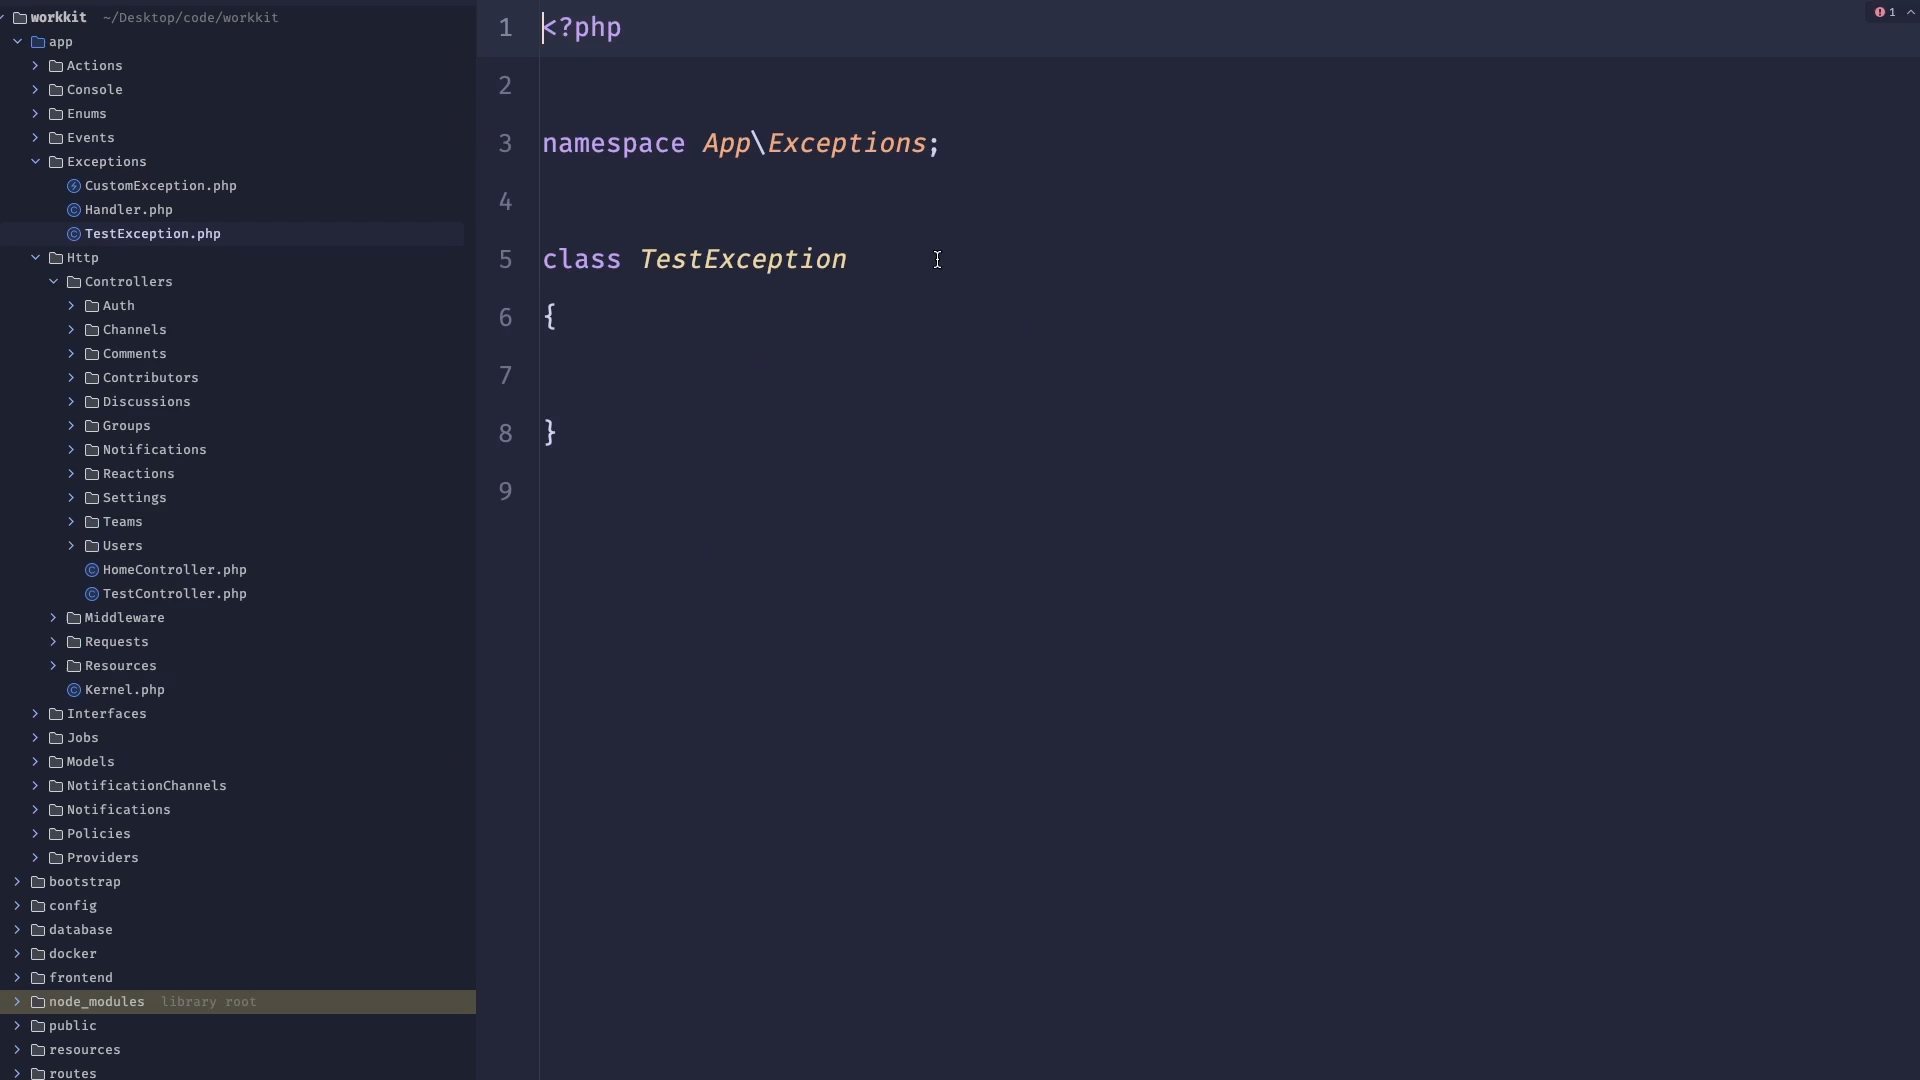 workkit ~/Desktop/code/workkit
app
Actions
Console
Enums
Events
Exceptions
CustomException.php
Handler.php
TestException.php
Http
Controllers
Auth
Channels
Comments
Contributors
Discussions
Groups
Notifications
Reactions
Settings
Teams
Users
HomeController.php
TestController.php
Middleware
Requests
Resources
Kernel.php
Interfaces
Jobs
Models
NotificationChannels
Notifications
Policies
Providers
bootstrap
config
database
docker
frontend
node_modules library root
public
resources
routes
1 <?php
2
3 namespace App\Exceptions;
4
5 class TestException
6 {
7
8 }
9
1